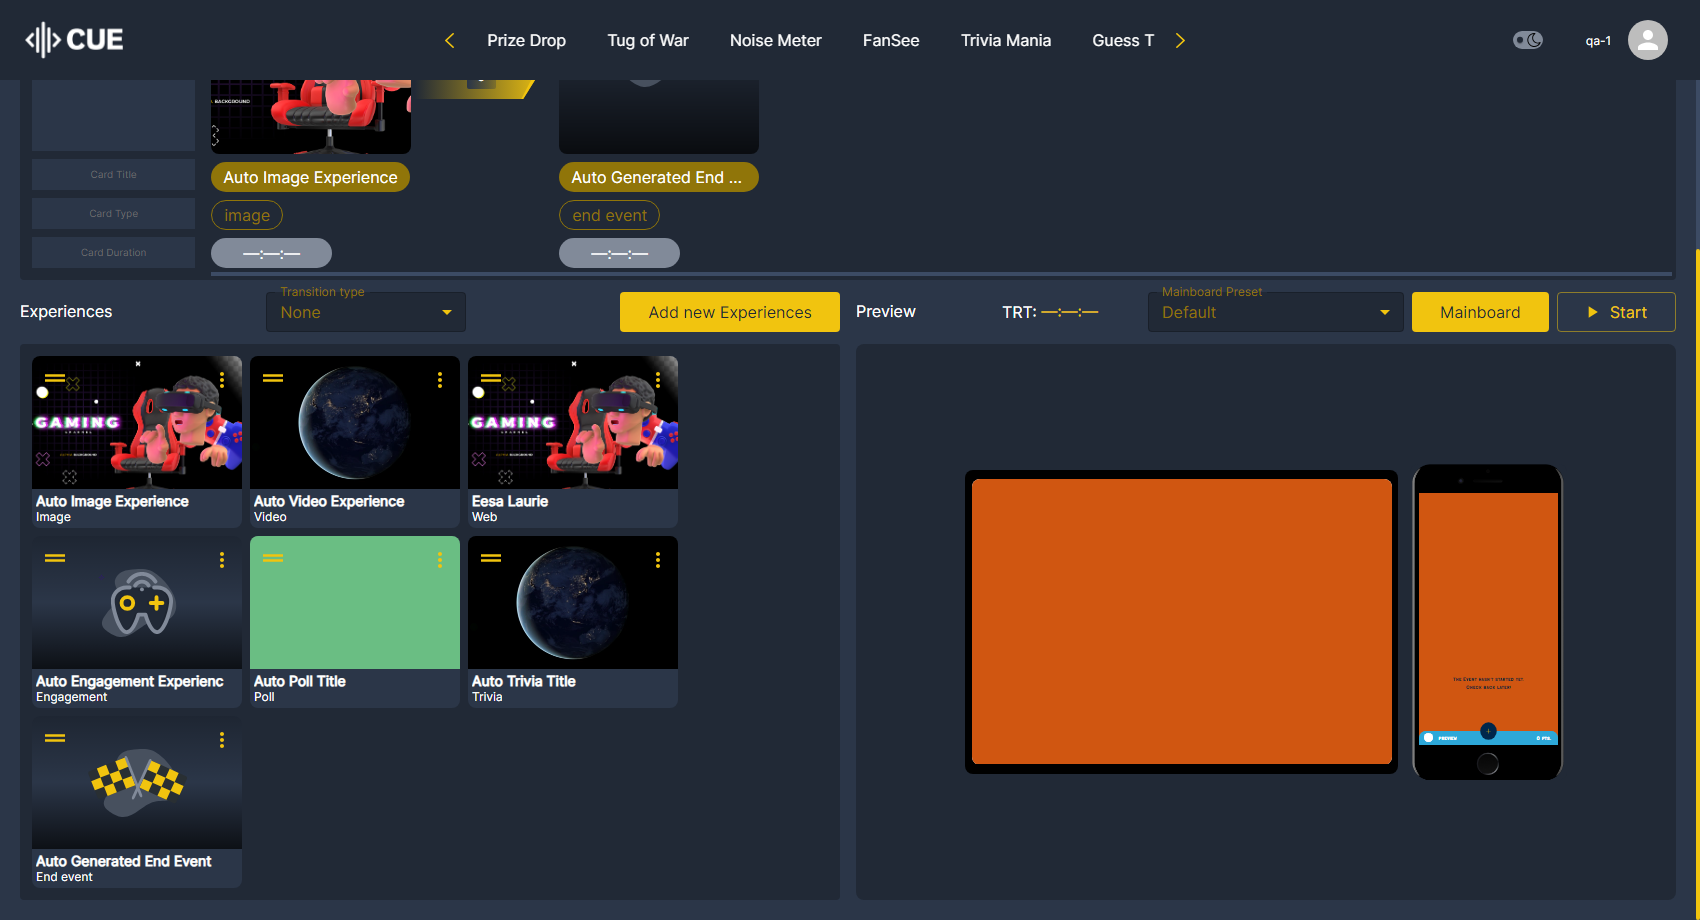 CUE
Prize Drop
Tug of War
Noise Meter
FanSee
Trivia Mania
Guess T
qa-1
BACKGROUND
Card Title
Auto Image Experience
Auto Generated End ...
Card Type
image
end event
Card Duration
—:—:—
—:—:—
Experiences
Transition type
None
Add new Experiences
Preview
TRT: —:—:—
Mainboard Preset
Default
Mainboard
Start
GAMING
GAMING
Auto Image Experience
Image
Auto Video Experience
Video
Eesa Laurie
Web
Auto Engagement Experienc
Engagement
Auto Poll Title
Poll
Auto Trivia Title
Trivia
Auto Generated End Event
End event
The Event hasn't started yet.
Check back later!
PREVIEW
0 PTS.